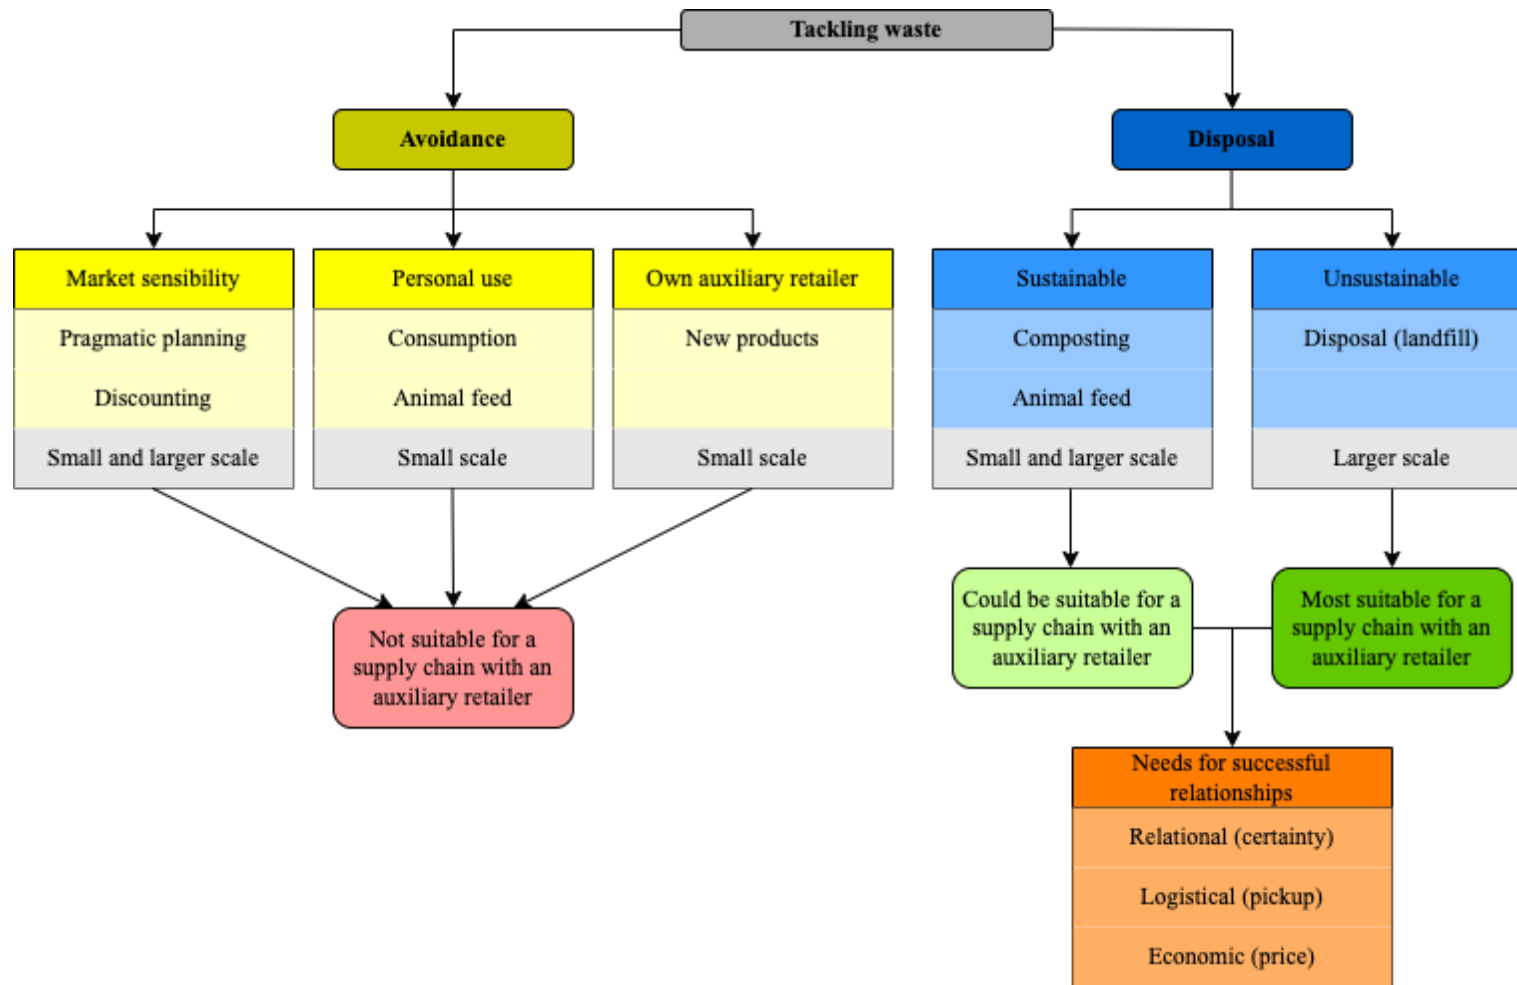 Tackling waste
Avoidance
Disposal
Market sensibility
Pragmatic planning
Discounting
Small and larger scale
Personal use
Consumption
Animal feed
Small scale
Own auxiliary retailer
New products
Small scale
Sustainable
Composting
Animal feed
Small and larger scale
Unsustainable
Disposal (landfill)
Larger scale
Not suitable for a
supply chain with an
auxiliary retailer
Could be suitable for a
supply chain with an
auxiliary retailer
Most suitable for a
supply chain with an
auxiliary retailer
Needs for successful
relationships
Relational (certainty)
Logistical (pickup)
Economic (price)